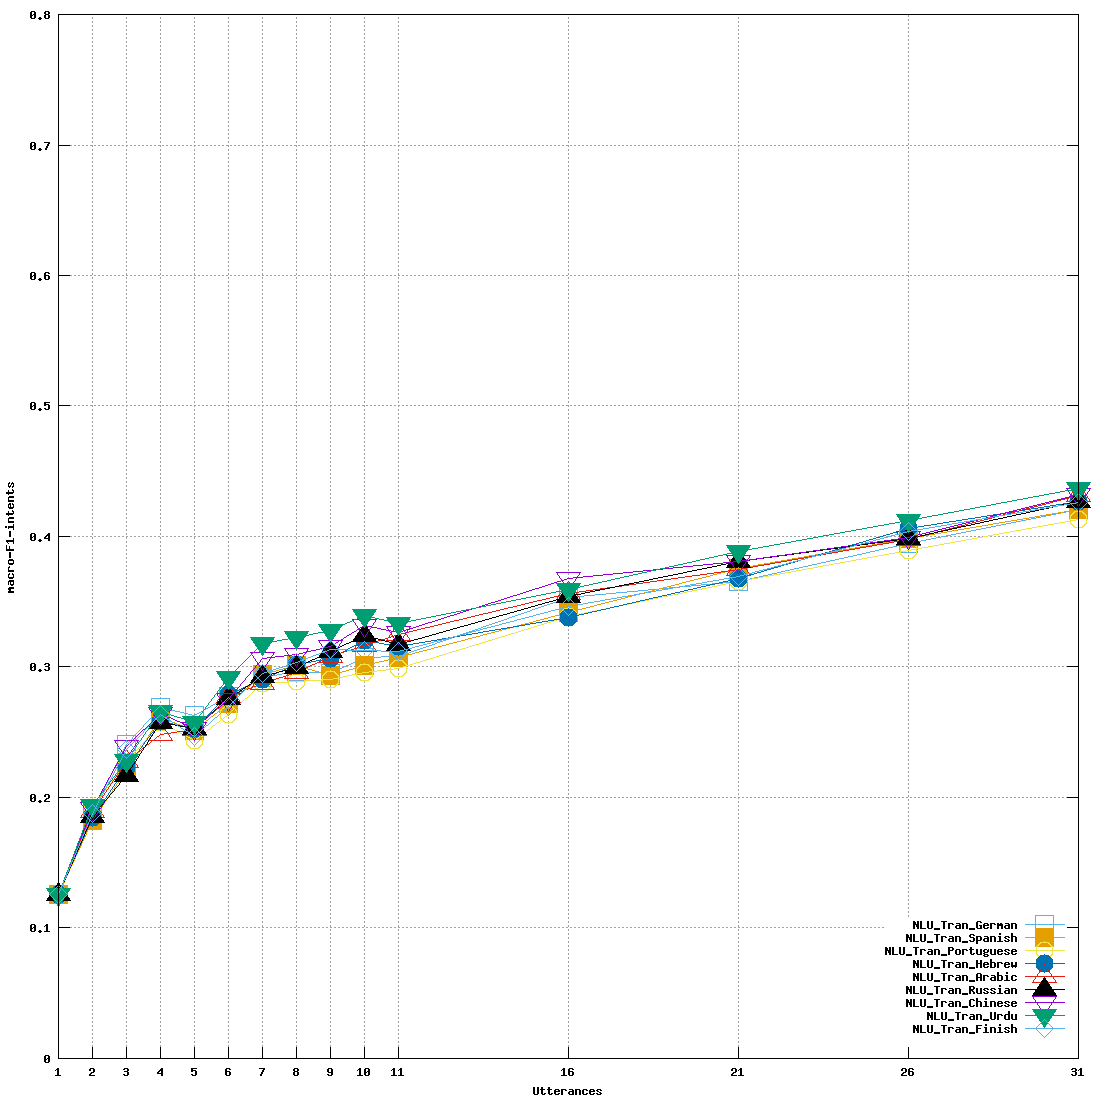 0.8
0.7
0.6
0.5
0.4
0.3
0.2
0.1
0
macro-F1-intents
NLU_Tran_German
NLU_Tran_Spanish
NLU_Tran_Portuguese
NLU_Tran_Hebrew
NLU_Tran_Arabic
NLU_Tran_Russian
NLU_Tran_Chinese
NLU_Tran_Urdu
NLU_Tran_Finish
1 2 3 4 5 6 7 8 9 10 11 16 21 26 31
Utterances